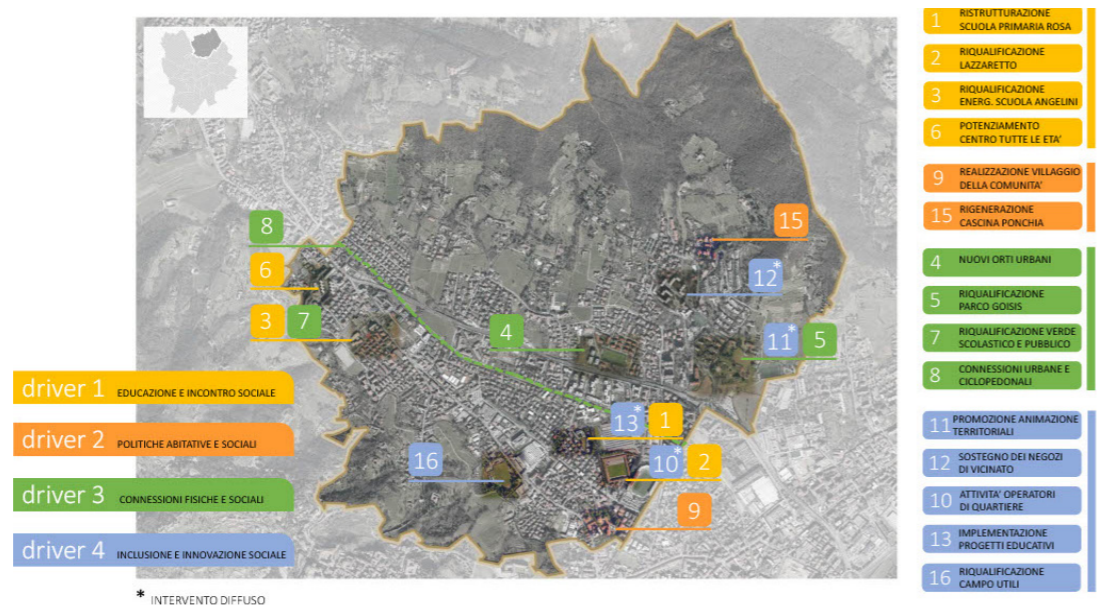 1
RISTRUTTURAZIONE
SCUOLA PRIMARIA ROSA
2
RIQUALIFICAZIONE
LAZZARETTO
3
RIQUALIFICAZIONE
ENERG. SCUOLA ANGELINI
6
POTENZIAMENTO
CENTRO TUTTE LE ETA'
9
REALIZZAZIONE VILLAGGIO
DELLA COMUNITA'
15
RIGENERAZIONE
CASCINA PONCHIA
4
NUOVI ORTI URBANI
5
RIQUALIFICAZIONE
PARCO GOISIS
7
RIQUALIFICAZIONE VERDE
SCOLASTICO E PUBBLICO
8
CONNESSIONI URBANE E
CICLOPEDONALI
11
PROMOZIONE ANIMAZIONE
TERRITORIALI
12
SOSTEGNO DEI NEGOZI
DI VICINATO
10
ATTIVITA' OPERATORI
DI QUARTIERE
13
IMPLEMENTAZIONE
PROGETTI EDUCATIVI
16
RIQUALIFICAZIONE
CAMPO UTILI
8
15
6
12*
3 7
4
11* 5
13* 1
16
10* 2
9
driver 1 EDUCAZIONE E INCONTRO SOCIALE
driver 2 POLITICHE ABITATIVE E SOCIALI
driver 3 CONNESSIONI FISICHE E SOCIALI
driver 4 INCLUSIONE E INNOVAZIONE SOCIALE
* INTERVENTO DIFFUSO